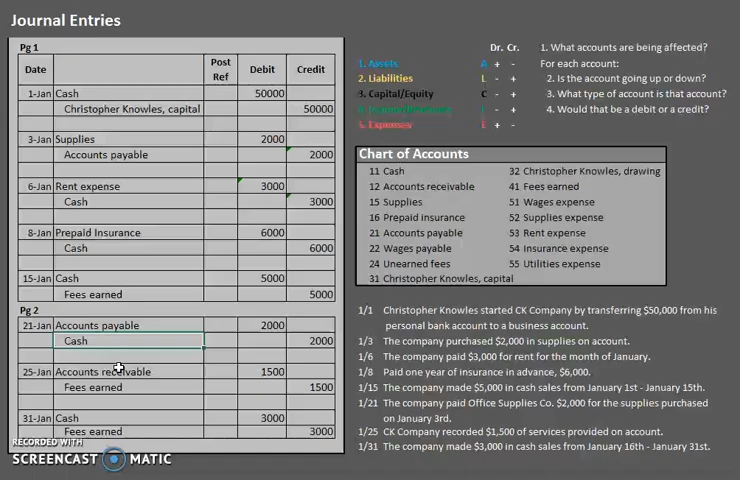 Journal Entries
Pg 1
Date Post Ref Debit Credit
1-Jan Cash 50000
Christopher Knowles, capital 50000
3-Jan Supplies 2000
Accounts payable 2000
6-Jan Rent expense 3000
Cash 3000
8-Jan Prepaid Insurance 6000
Cash 6000
15-Jan Cash 5000
Fees earned 5000
Pg 2
21-Jan Accounts payable 2000
Cash 2000
25-Jan Accounts receivable 1500
Fees earned 1500
31-Jan Cash 3000
Fees earned 3000
RECORDED WITH
SCREENCAST MATIC
Dr. Cr.
1. Assets A + -
2. Liabilities L - +
3. Capital/Equity C - +
- +
5. Expenses E + -
1. What accounts are being affected?
For each account:
2. Is the account going up or down?
3. What type of account is that account?
4. Would that be a debit or a credit?
Chart of Accounts
11 Cash 32 Christopher Knowles, drawing
12 Accounts receivable 41 Fees earned
15 Supplies 51 Wages expense
16 Prepaid insurance 52 Supplies expense
21 Accounts payable 53 Rent expense
22 Wages payable 54 Insurance expense
24 Unearned fees 55 Utilities expense
31 Christopher Knowles, capital
1/1 Christopher Knowles started CK Company by transferring $50,000 from his
personal bank account to a business account.
1/3 The company purchased $2,000 in supplies on account.
1/6 The company paid $3,000 for rent for the month of January.
1/8 Paid one year of insurance in advance, $6,000.
1/15 The company made $5,000 in cash sales from January 1st - January 15th.
1/21 The company paid Office Supplies Co. $2,000 for the supplies purchased
on January 3rd.
1/25 CK Company recorded $1,500 of services provided on account.
1/31 The company made $3,000 in cash sales from January 16th - January 31st.